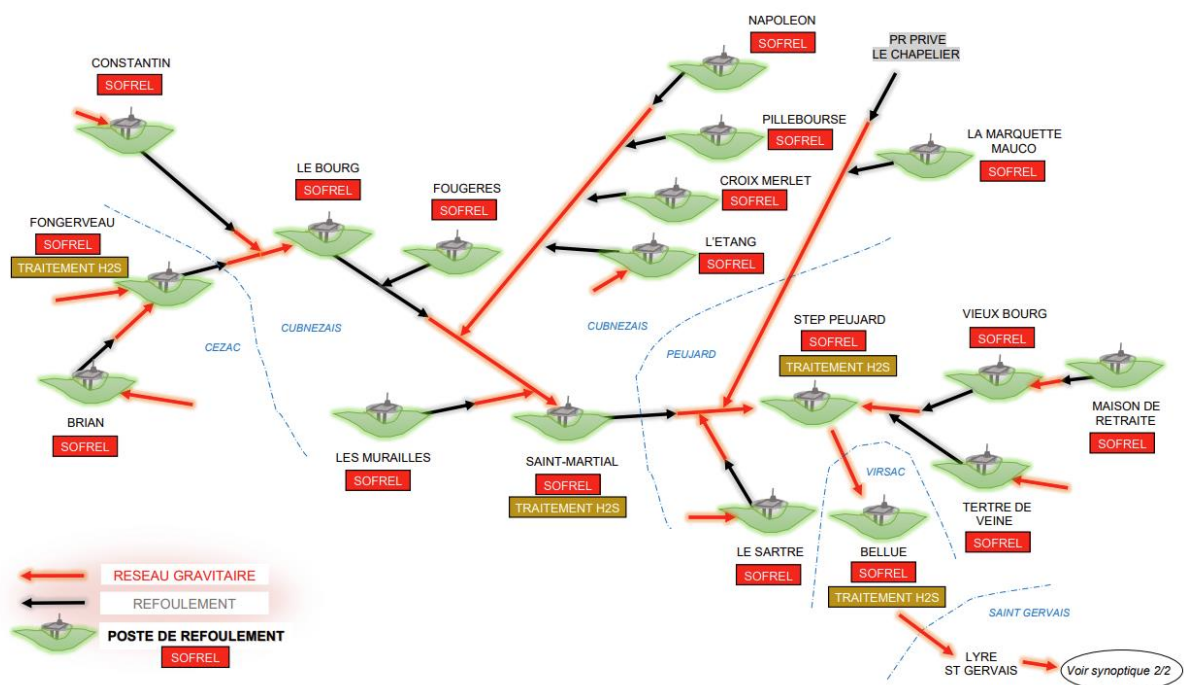 NAPOLEON
SOFREL
PR PRIVE
LE CHAPELIER
CONSTANTIN
SOFREL
PILLEBOURSE
SOFREL
LA MARQUETTE
MAUCO
SOFREL
LE BOURG
SOFREL
FOUGERES
SOFREL
CROIX MERLET
SOFREL
FONGERVEAU
SOFREL
TRAITEMENT H2S
L'ETANG
SOFREL
CUBNEZAIS
CEZAC
CUBNEZAIS
PEUJARD
STEP PEUJARD
SOFREL
TRAITEMENT H2S
VIEUX BOURG
SOFREL
BRIAN
SOFREL
MAISON DE
RETRAITE
SOFREL
LES MURAILLES
SOFREL
SAINT-MARTIAL
SOFREL
TRAITEMENT H2S
VIRSAC
TERTRE DE
VEINE
SOFREL
LE SARTRE
SOFREL
BELLUE
SOFREL
TRAITEMENT H2S
RESEAU GRAVITAIRE
REFOULEMENT
POSTE DE REFOULEMENT
SOFREL
SAINT GERVAIS
LYRE
ST GERVAIS
Voir synoptique 2/2